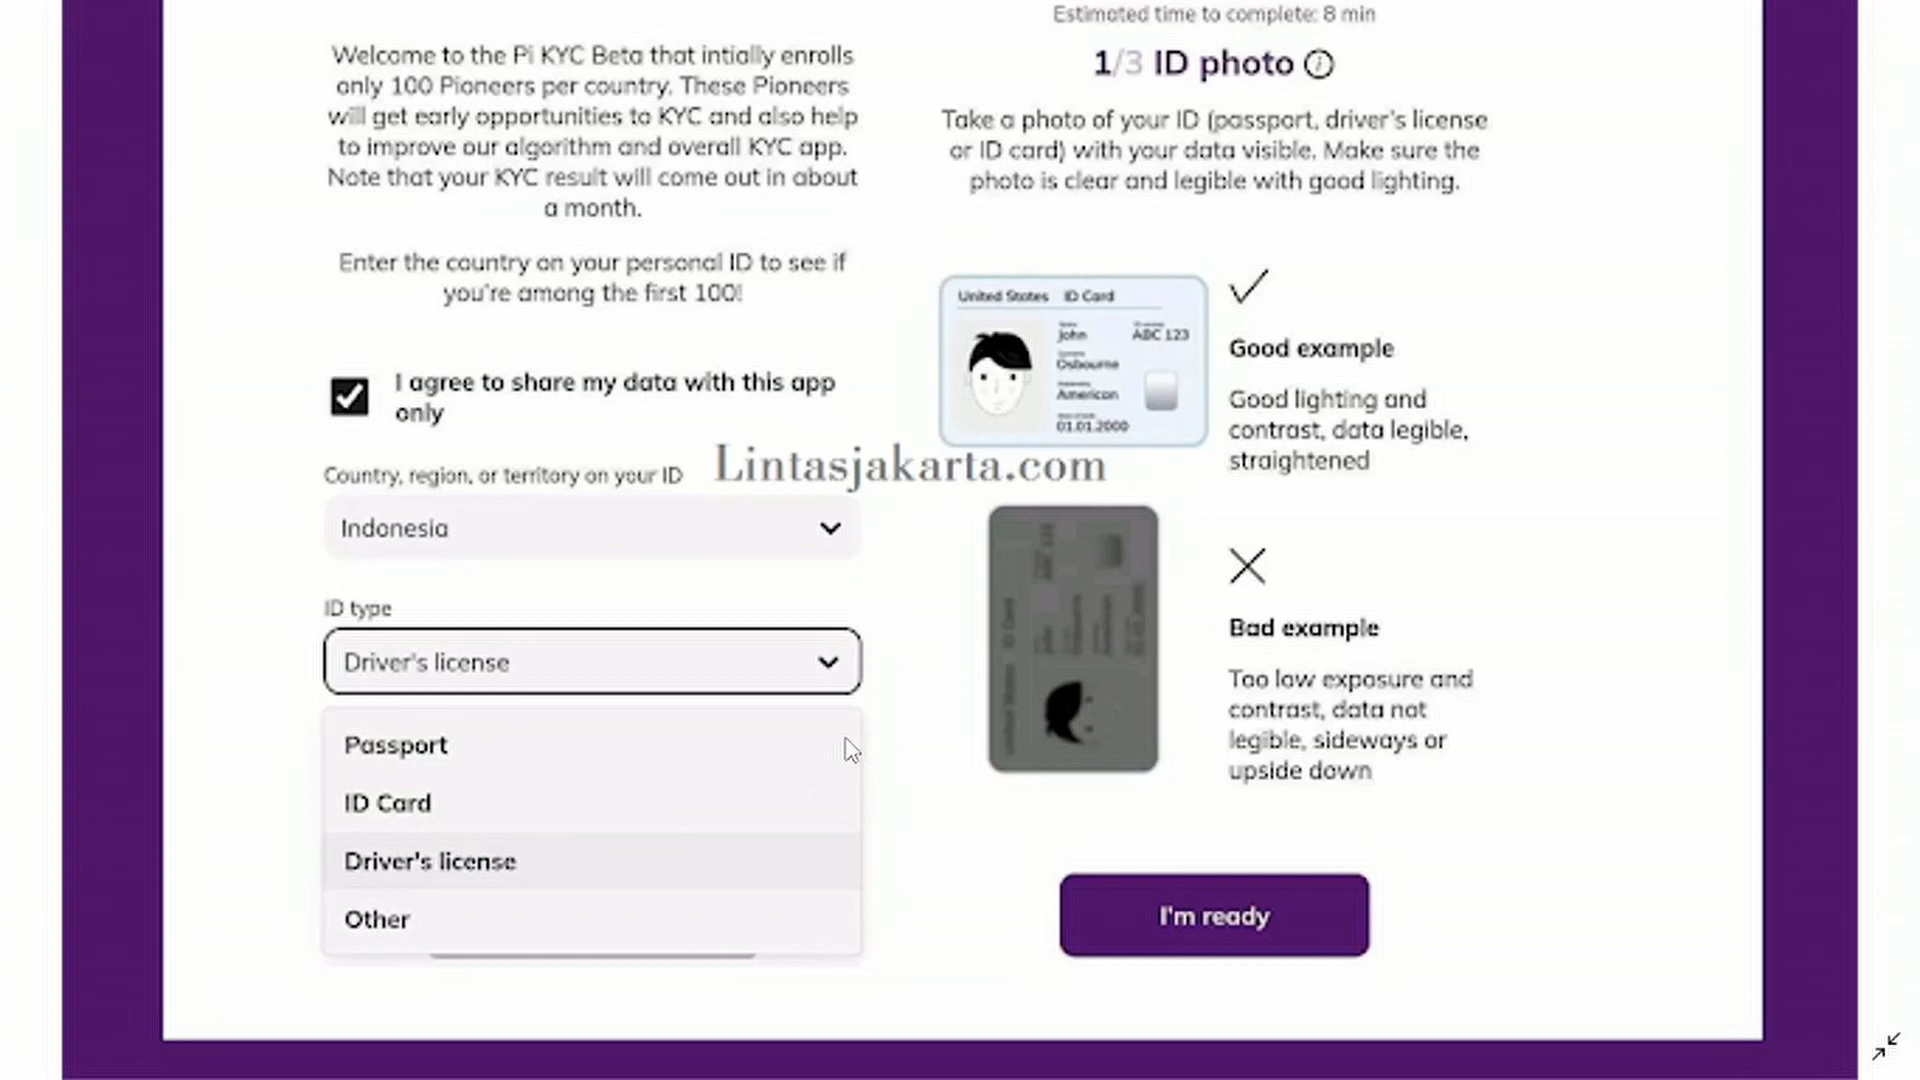 Welcome to the Pi KYC Beta that intially enrolls
only 100 Pioneers per country. These Pioneers
will get early opportunities to KYC and also help
to improve our algorithm and overall KYC app.
Note that your KYC result will come out in about
a month.
Enter the country on your personal ID to see if
you're among the first 100!
I agree to share my data with this app
only
Country, region, or territory on your ID
Indonesia
ID type
Driver's license
Passport
ID Card
Driver's license
Other
Lintasjakarta.com
Estimated time to complete: 8 min
1/3 ID photo
Take a photo of your ID (passport, driver's license
or ID card) with your data visible. Make sure the
photo is clear and legible with good lighting.
United States ID Card
John
ABC 123
Osbourne
American
01.01.2000
Good example
Good lighting and
contrast, data legible,
straightened
Bad example
Too low exposure and
contrast, data not
legible, sideways or
upside down
I'm ready